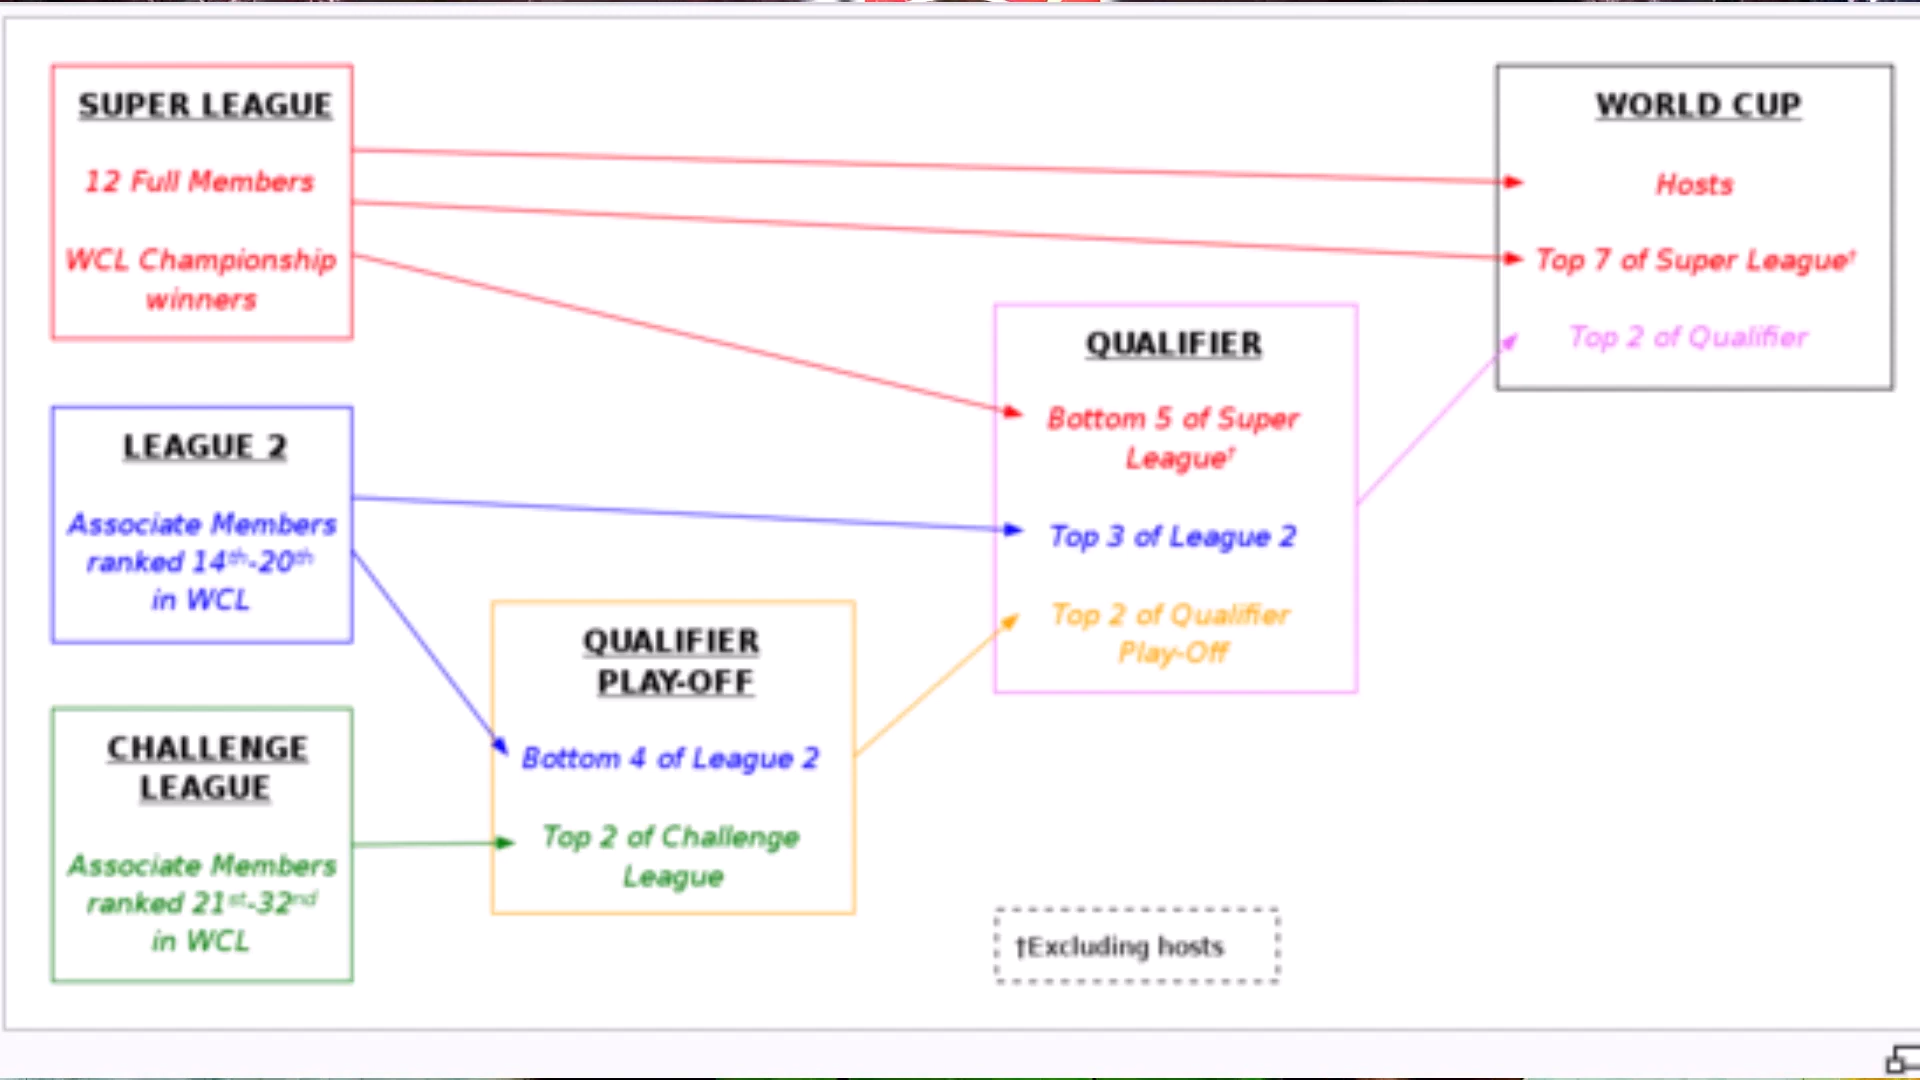 SUPER LEAGUE
12 Full Members
WCL Championship
winners
LEAGUE 2
Associate Members
ranked 14th-20th
in WCL
CHALLENGE
LEAGUE
Associate Members
ranked 21st-32nd
in WCL
QUALIFIER
PLAY-OFF
Bottom 4 of League 2
Top 2 of Challenge
League
QUALIFIER
Bottom 5 of Super
League†
Top 3 of League 2
Top 2 of Qualifier
Play-Off
WORLD CUP
Hosts
Top 7 of Super League†
Top 2 of Qualifier
†Excluding hosts